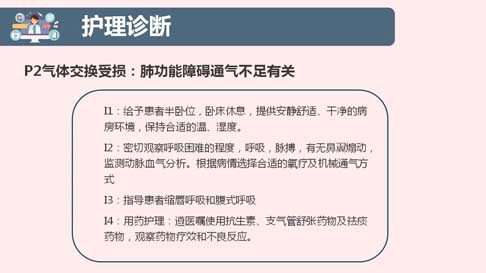 护理诊断
P2气体交换受损：肺功能障碍通气不足有关
I1：给予患者半卧位，卧床休息，提供安静舒适、干净的病
房环境，保持合适的温、湿度。
I2：密切观察呼吸困难的程度，呼吸，脉搏，有无鼻翼煽动，
监测动脉血气分析。根据病情选择合适的氧疗及机械通气方
式
I3：指导患者缩唇呼吸和腹式呼吸
I4：用药护理：遵医嘱使用抗生素、支气管舒张药物及祛痰
药物，观察药物疗效和不良反应。